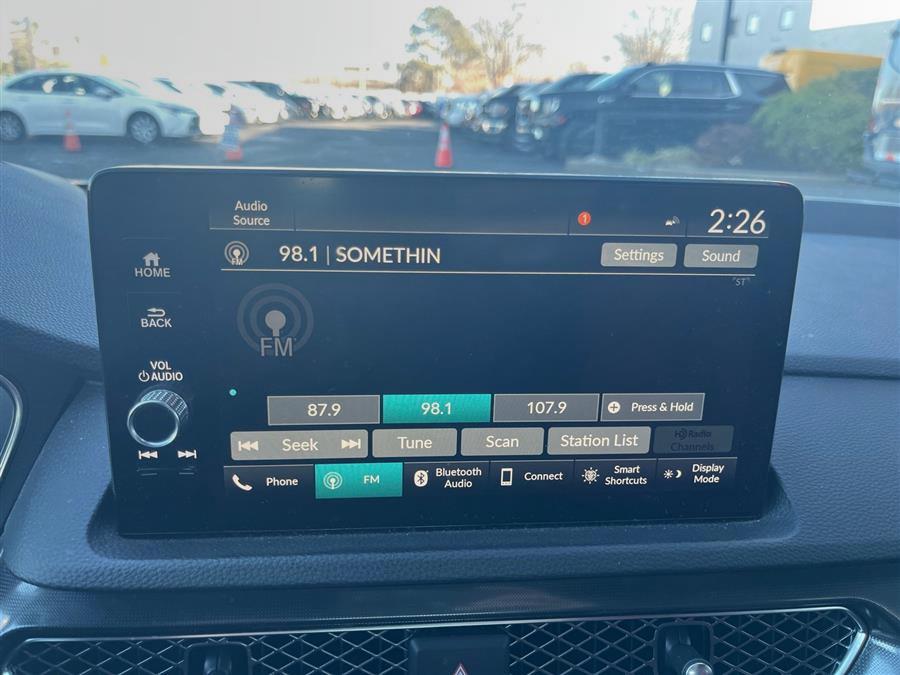 Audio
Source
1
2:26
HOME
FM
98.1 | SOMETHIN
Settings
Sound
"ST"
BACK
FM
VOL
AUDIO
87.9
98.1
107.9
Press & Hold
Seek
Tune
Scan
Station List
HD Radio
Channels
Phone
FM
Bluetooth
Audio
Connect
Smart
Shortcuts
Display
Mode